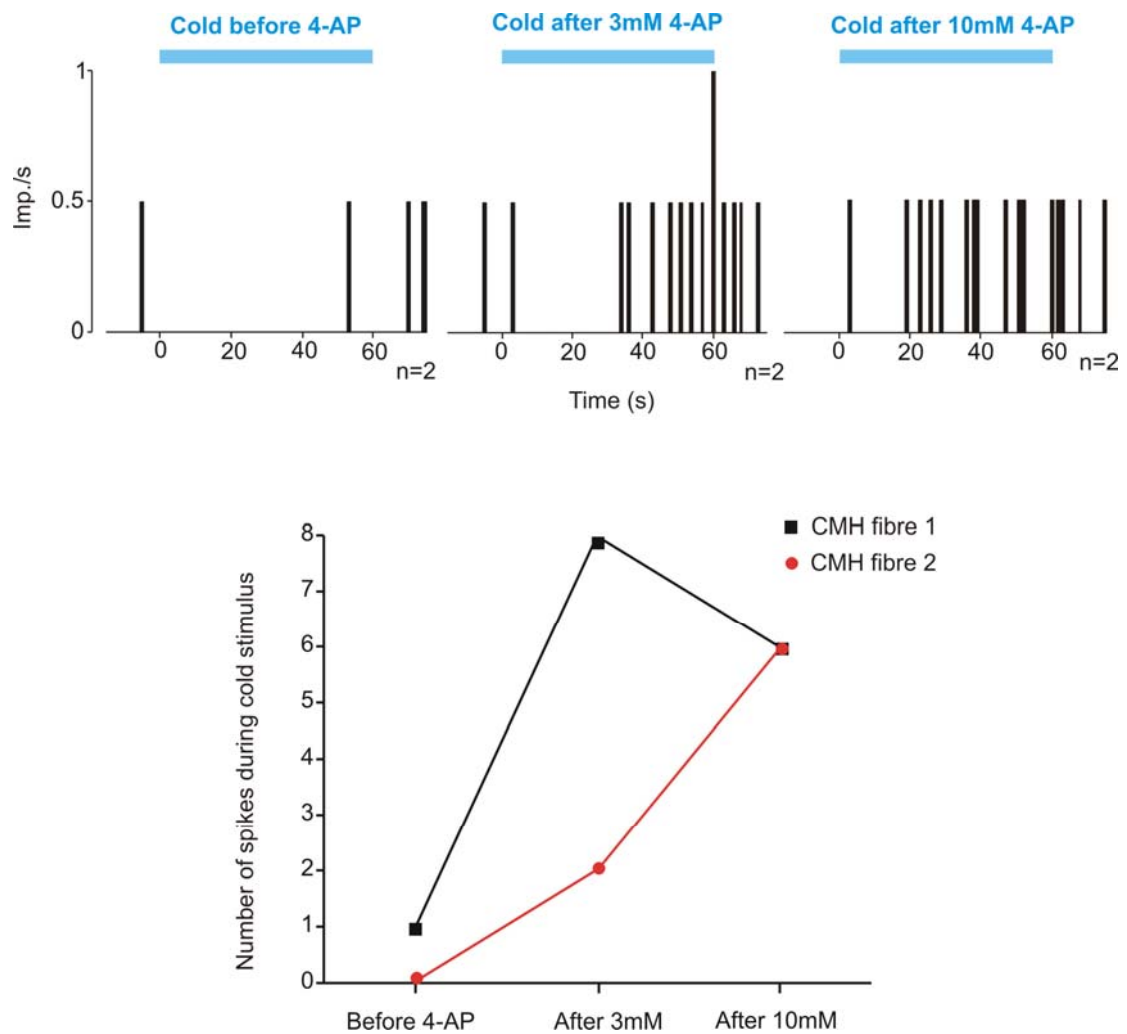 Cold before 4-AP
Cold after 3mM 4-AP
Cold after 10mM 4-AP
Imp./s
1
0.5
0
0 20 40 60
n=2
0 20 40 60
n=2
0 20 40 60
n=2
Time (s)
Number of spikes during cold stimulus
8
7
6
5
4
3
2
1
0
CMH fibre 1
CMH fibre 2
Before 4-AP
After 3mM
After 10mM